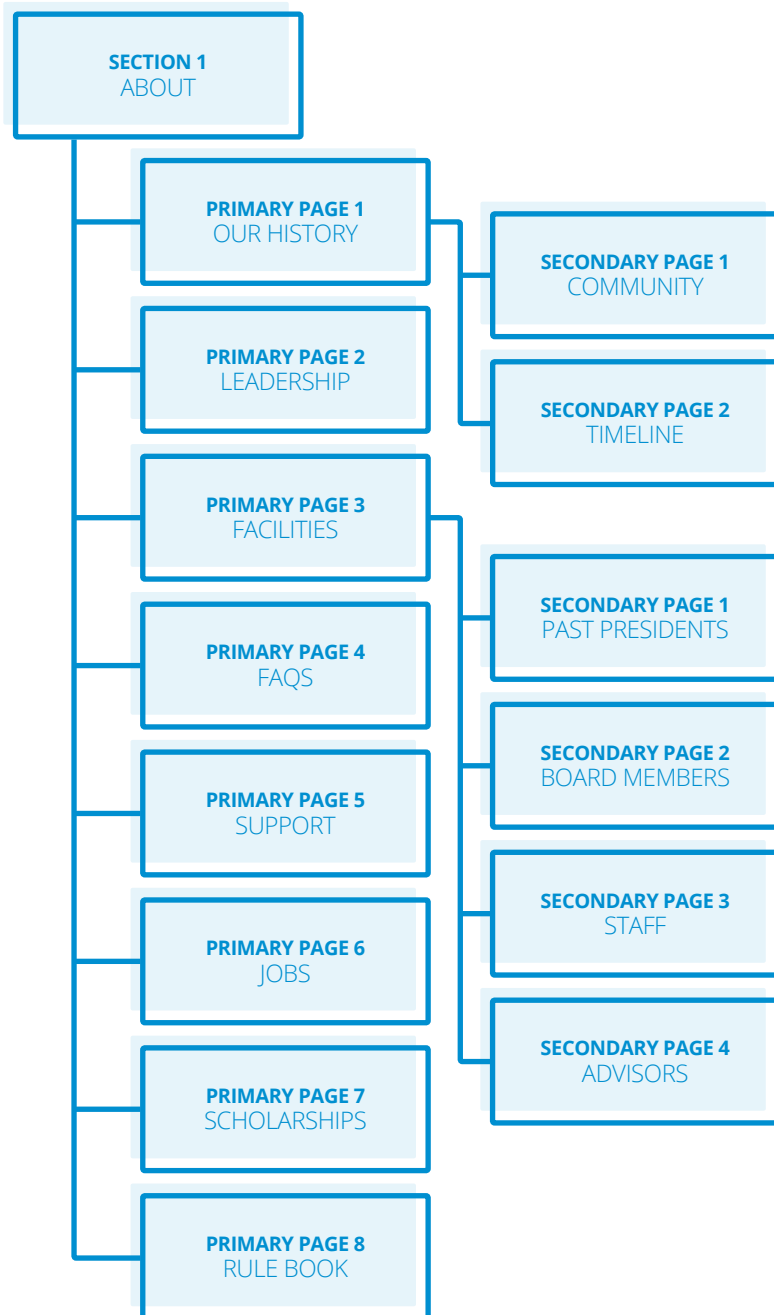 SECTION 1
ABOUT
PRIMARY PAGE 1
OUR HISTORY
SECONDARY PAGE 1
COMMUNITY
PRIMARY PAGE 2
LEADERSHIP
SECONDARY PAGE 2
TIMELINE
PRIMARY PAGE 3
FACILITIES
SECONDARY PAGE 1
PAST PRESIDENTS
PRIMARY PAGE 4
FAQS
SECONDARY PAGE 2
BOARD MEMBERS
PRIMARY PAGE 5
SUPPORT
SECONDARY PAGE 3
STAFF
PRIMARY PAGE 6
JOBS
SECONDARY PAGE 4
ADVISORS
PRIMARY PAGE 7
SCHOLARSHIPS
PRIMARY PAGE 8
RULE BOOK